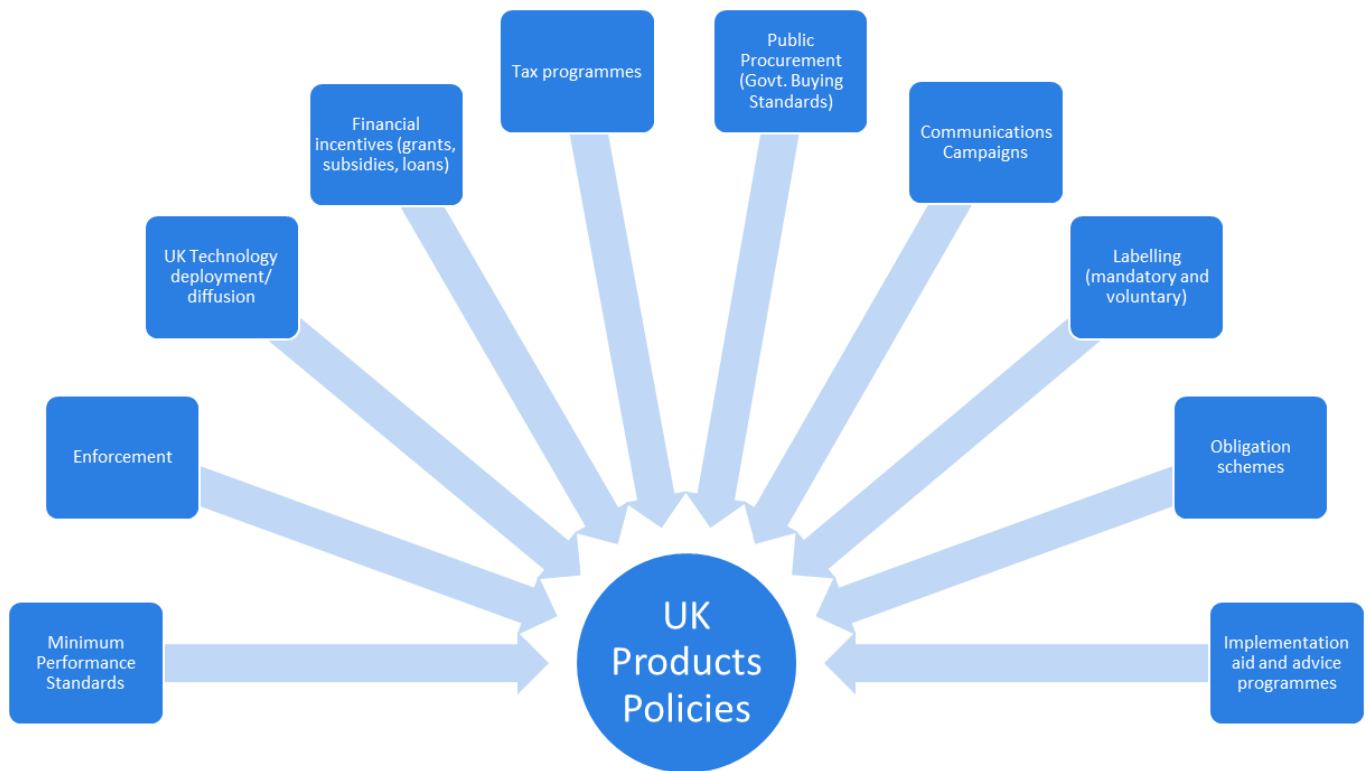 Tax programmes
Public
Procurement
(Govt. Buying
Standards)
Financial
incentives (grants,
subsidies, loans)
Communications
Campaigns
UK Technology
deployment/
diffusion
Labelling
(mandatory and
voluntary)
Enforcement
Obligation
schemes
Minimum
Performance
Standards
UK
Products
Policies
Implementation
aid and advice
programmes